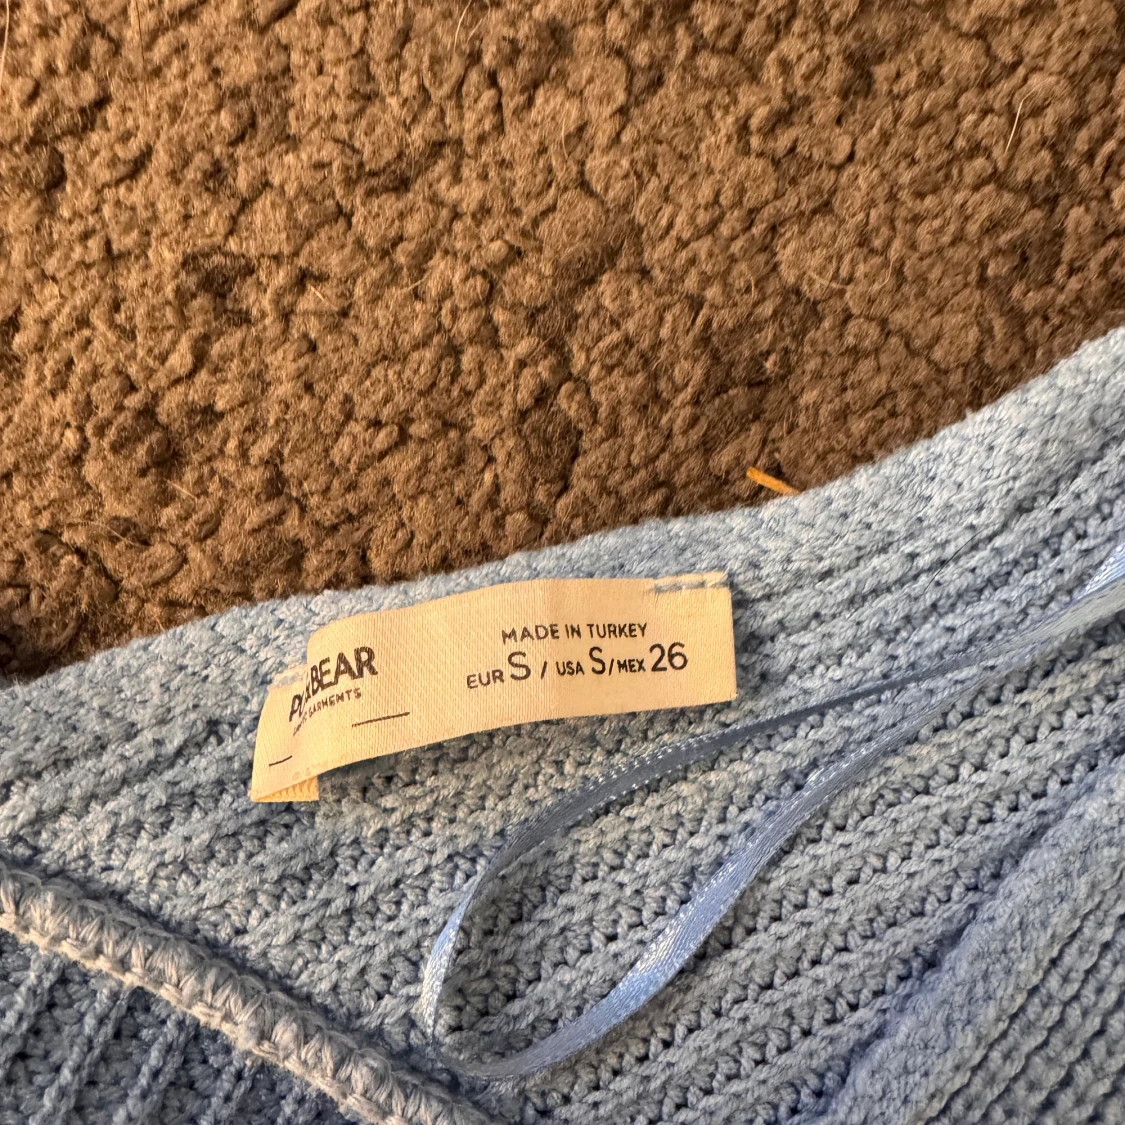 BEAR
GARMENTS
MADE IN TURKEY
EUR S / USA S/MEX 26